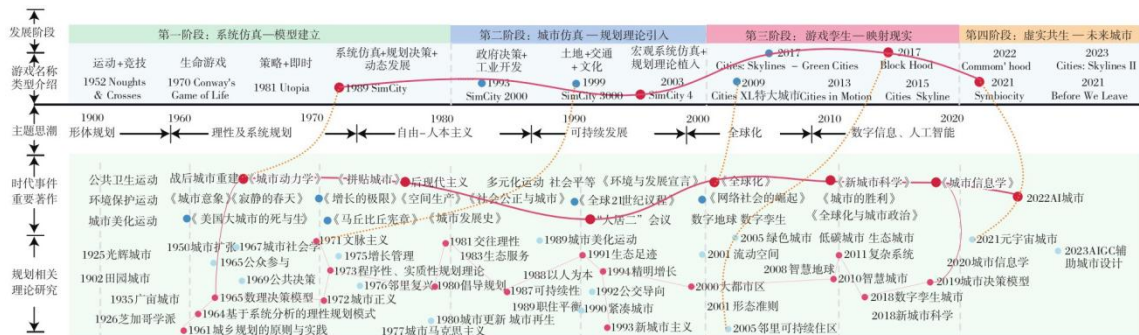 发展阶段
第一阶段：系统仿真—模型建立
第二阶段：城市仿真—规划理论引入
第三阶段：游戏孪生—映射现实
第四阶段：虚实共生—未来城市
游戏名称
类型介绍
运动+竞技
1952 Noughts
& Crosses
生命游戏
1970 Conway's
Game of Life
策略+即时
1981 Utopia
系统仿真+规划决策+
动态发展
1989 SimCity
政府决策+
工业开发
1993
SimCity 2000
土地+交通
+文化
1999
SimCity 3000
宏观系统仿真+
规划理论植入
2003
SimCity 4
2017
Cities: Skylines – Green Cities
2009
Cities XL特大城市
2013
Cities in Motion
2017
Block Hood
2015
Cities Skyline
2022
Common'hood
2021
Symbiocity
2023
Cities: Skylines II
2021
Before We Leave
主题思潮
1900
1960
1970
1980
1990
2000
2010
2020
形体规划
理性及系统规划
自由–人本主义
可持续发展
全球化
数字信息、人工智能
时代事件
重要著作
公共卫生运动
战后城市重建
《城市动力学》
《拼贴城市》
后现代主义
多元化运动
社会平等
《环境与发展宣言》
《全球化》
《新城市科学》
《城市信息学》
环境保护运动
《城市意象》
《寂静的春天》
《增长的极限》
《空间生产》
《社会公正与城市》
《全球21世纪议程》
《网络社会的崛起》
《城市的胜利》
2022AI城市
城市美化运动
《美国大城市的死与生》
《马丘比丘宪章》
《城市发展史》
“人居二”会议
数字地球 数字孪生
《全球化与城市政治》
规划相关
理论研究
1925光辉城市
1902田园城市
1935广亩城市
1926芝加哥学派
1950城市扩张
1967城市社会学
1965公众参与
1969公共决策
1965数理决策模型
1964基于系统分析的理性规划模式
1961城乡规划的原则与实践
1971文脉主义
1975增长管理
1973程序性、实质性规划理论
1976邻里复兴
1972城市正义
1977城市马克思主义
1981交往理性
1983生态服务
1980倡导规划
1980城市更新 城市再生
1989城市美化运动
1991生态足迹
1988以人为本
1994精明增长
1987可持续性
1992公交导向
1989职住平衡
1990紧凑城市
1993新城市主义
2005绿色城市
低碳城市 生态城市
2001流动空间
2011复杂系统
2008智慧地球
2000大都市区
2010智慧城市
2001形态准则
2005邻里可持续住区
2018数字孪生城市
2018新城市科学
2019城市决策模型
2020城市信息学
2021元宇宙城市
2023AIGC辅
助城市设计